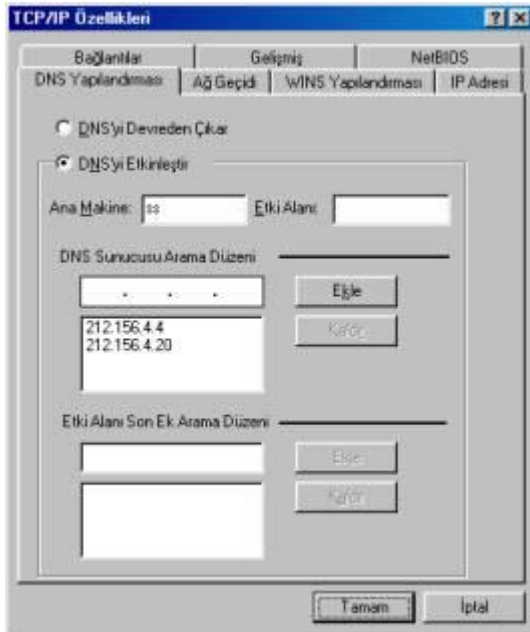 TCP/IP Özellikleri
Bağlantılar Gelişmiş NetBIOS
DNS Yapılandırması Ağ Geçidi WINS Yapılandırması IP Adresi
DNS'yi Devreden Çıkar
DNS'yi Etkinleştir
Ana Makine: ss Etki Alanı:
DNS Sunucusu Arama Düzeni
. . . Ekle
212.156.4.4 Kaldır
212.156.4.20
Etki Alanı Son Ek Arama Düzeni
Ekle
Kaldır
Tamam İptal